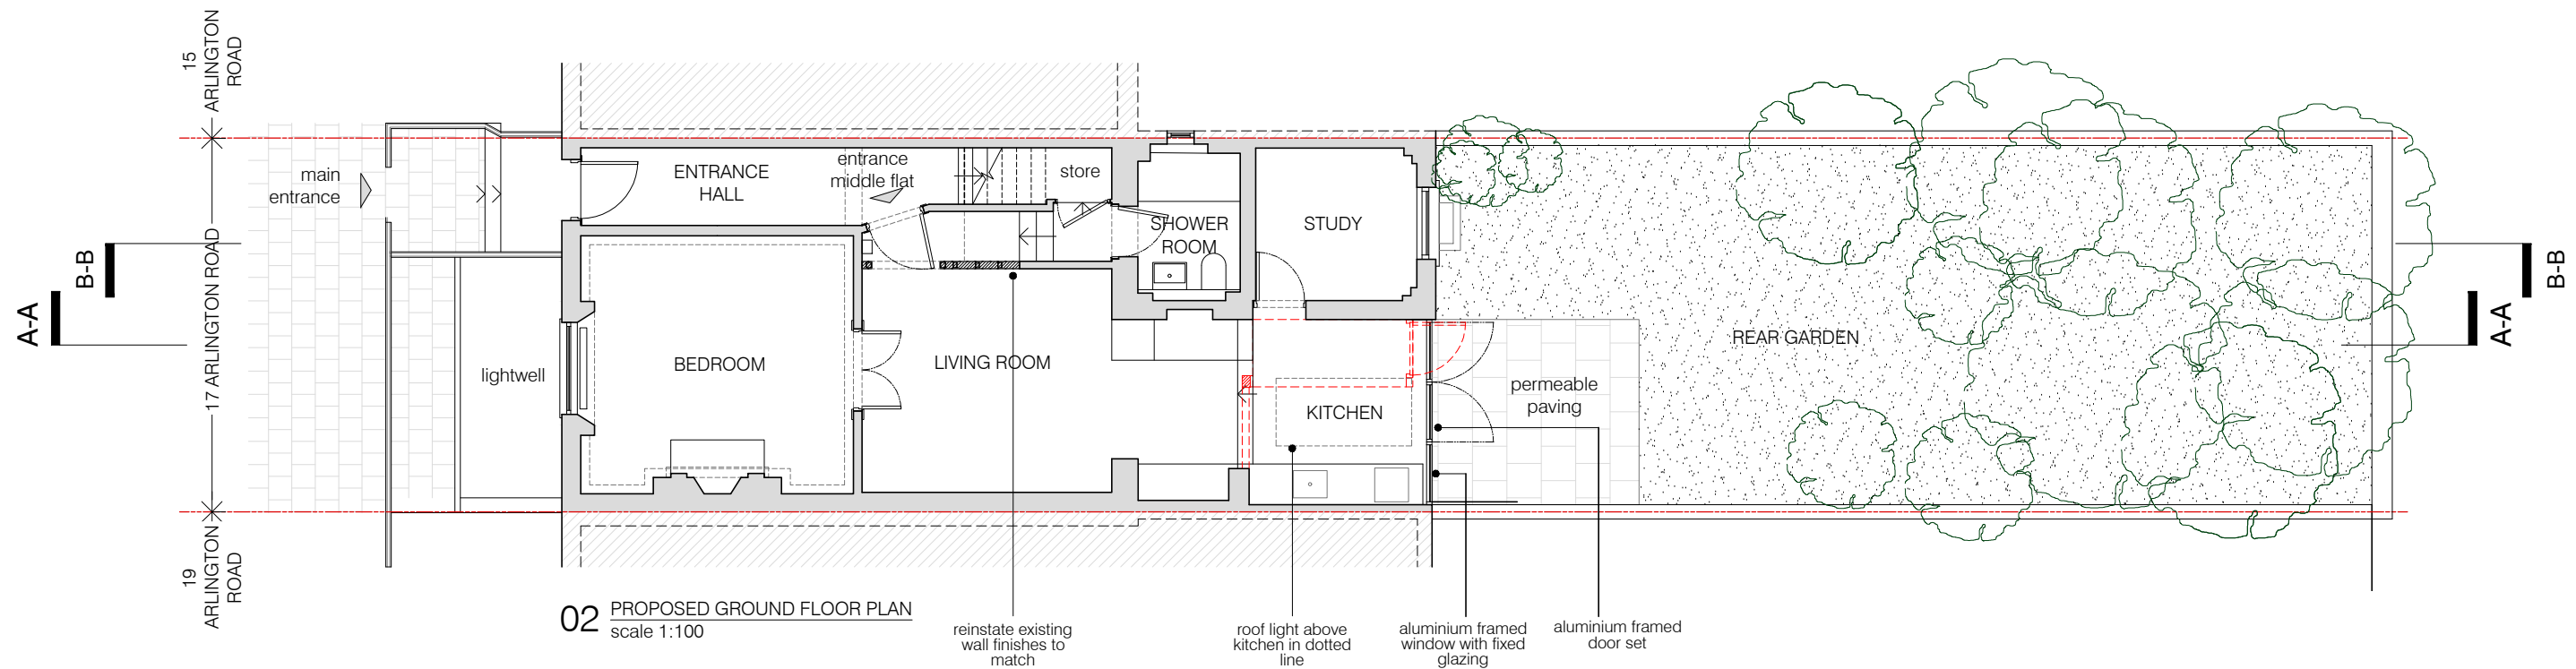 15
ARLINGTON
ROAD
17 ARLINGTON ROAD
19
ARLINGTON
ROAD
A-A
B-B
main
entrance
lightwell
ENTRANCE
HALL
entrance
middle flat
store
SHOWER
ROOM
STUDY
BEDROOM
LIVING ROOM
KITCHEN
permeable
paving
REAR GARDEN
B-B
A-A
02 PROPOSED GROUND FLOOR PLAN
scale 1:100
reinstate existing
wall finishes to
match
roof light above
kitchen in dotted
line
aluminium framed
window with fixed
glazing
aluminium framed
door set